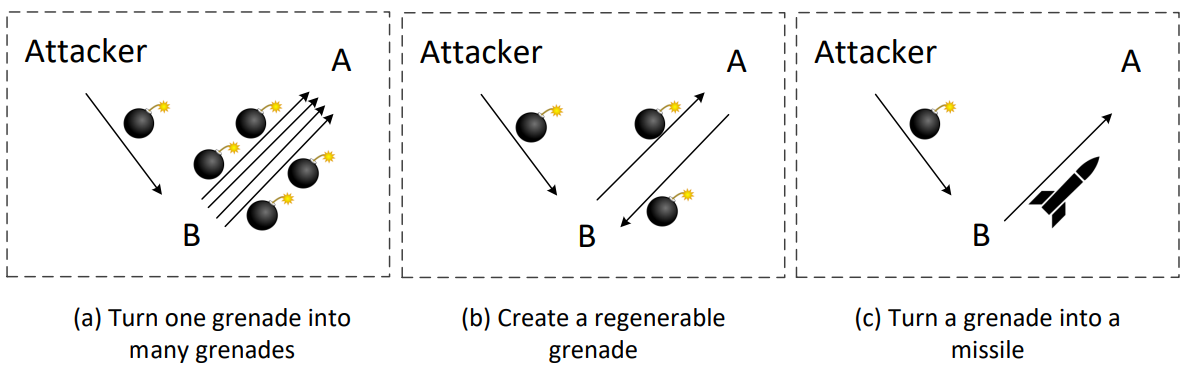 Attacker
A
B
(a) Turn one grenade into
many grenades
Attacker
A
B
(b) Create a regenerable
grenade
Attacker
A
B
(c) Turn a grenade into a
missile